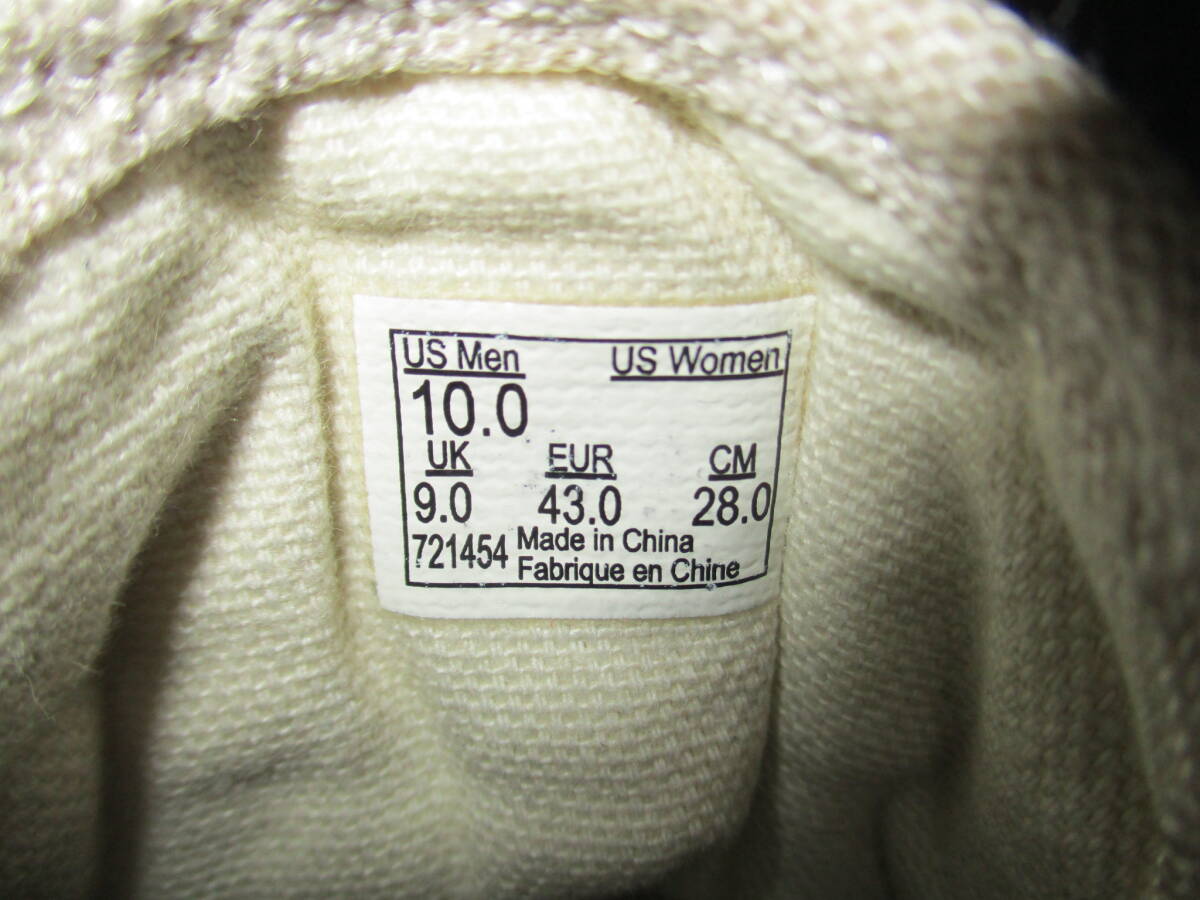 US Men US Women
10.0
UK EUR CM
9.0 43.0 28.0
721454 Made in China
Fabrique en Chine